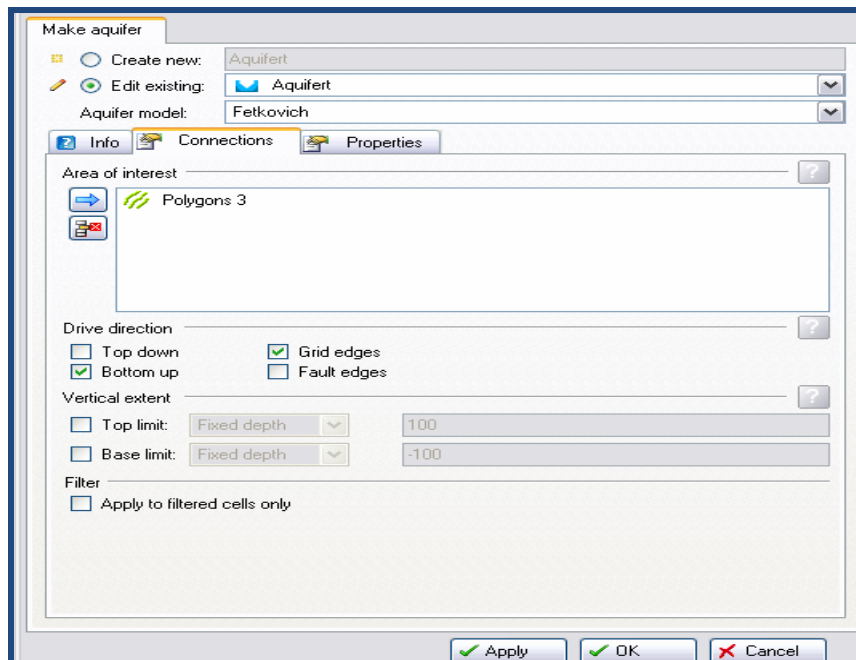 Make aquifer
Create new: Aquifert
Edit existing: Aquifert
Aquifer model: Fetkovich
? Info Connections Properties
Area of interest ?
Polygons 3
Drive direction ?
Top down Grid edges
Bottom up Fault edges
Vertical extent ?
Top limit: Fixed depth 100
Base limit: Fixed depth -100
Filter
Apply to filtered cells only
Apply OK Cancel